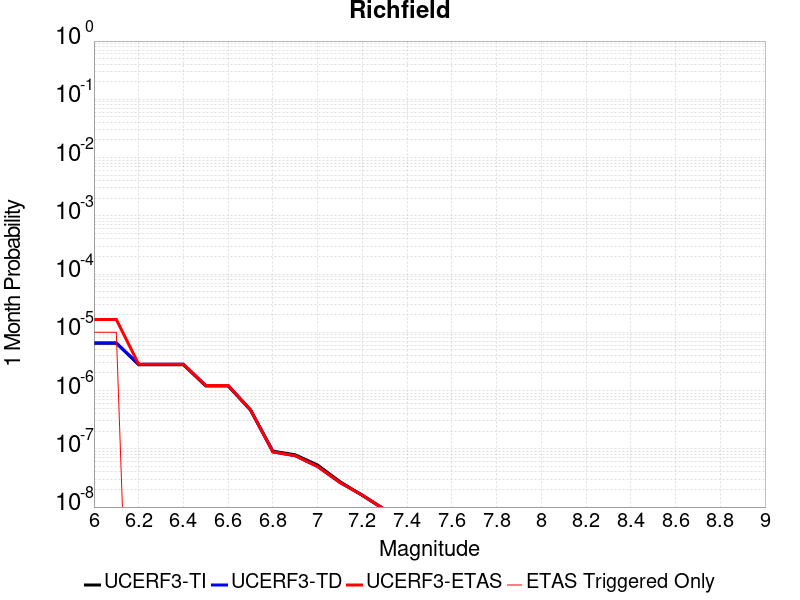 Richfield
10^0
10^-1
10^-2
10^-3
10^-4
10^-5
10^-6
10^-7
10^-8
1 Month Probability
6 6.2 6.4 6.6 6.8 7 7.2 7.4 7.6 7.8 8 8.2 8.4 8.6 8.8 9
Magnitude
UCERF3-TI UCERF3-TD UCERF3-ETAS ETAS Triggered Only